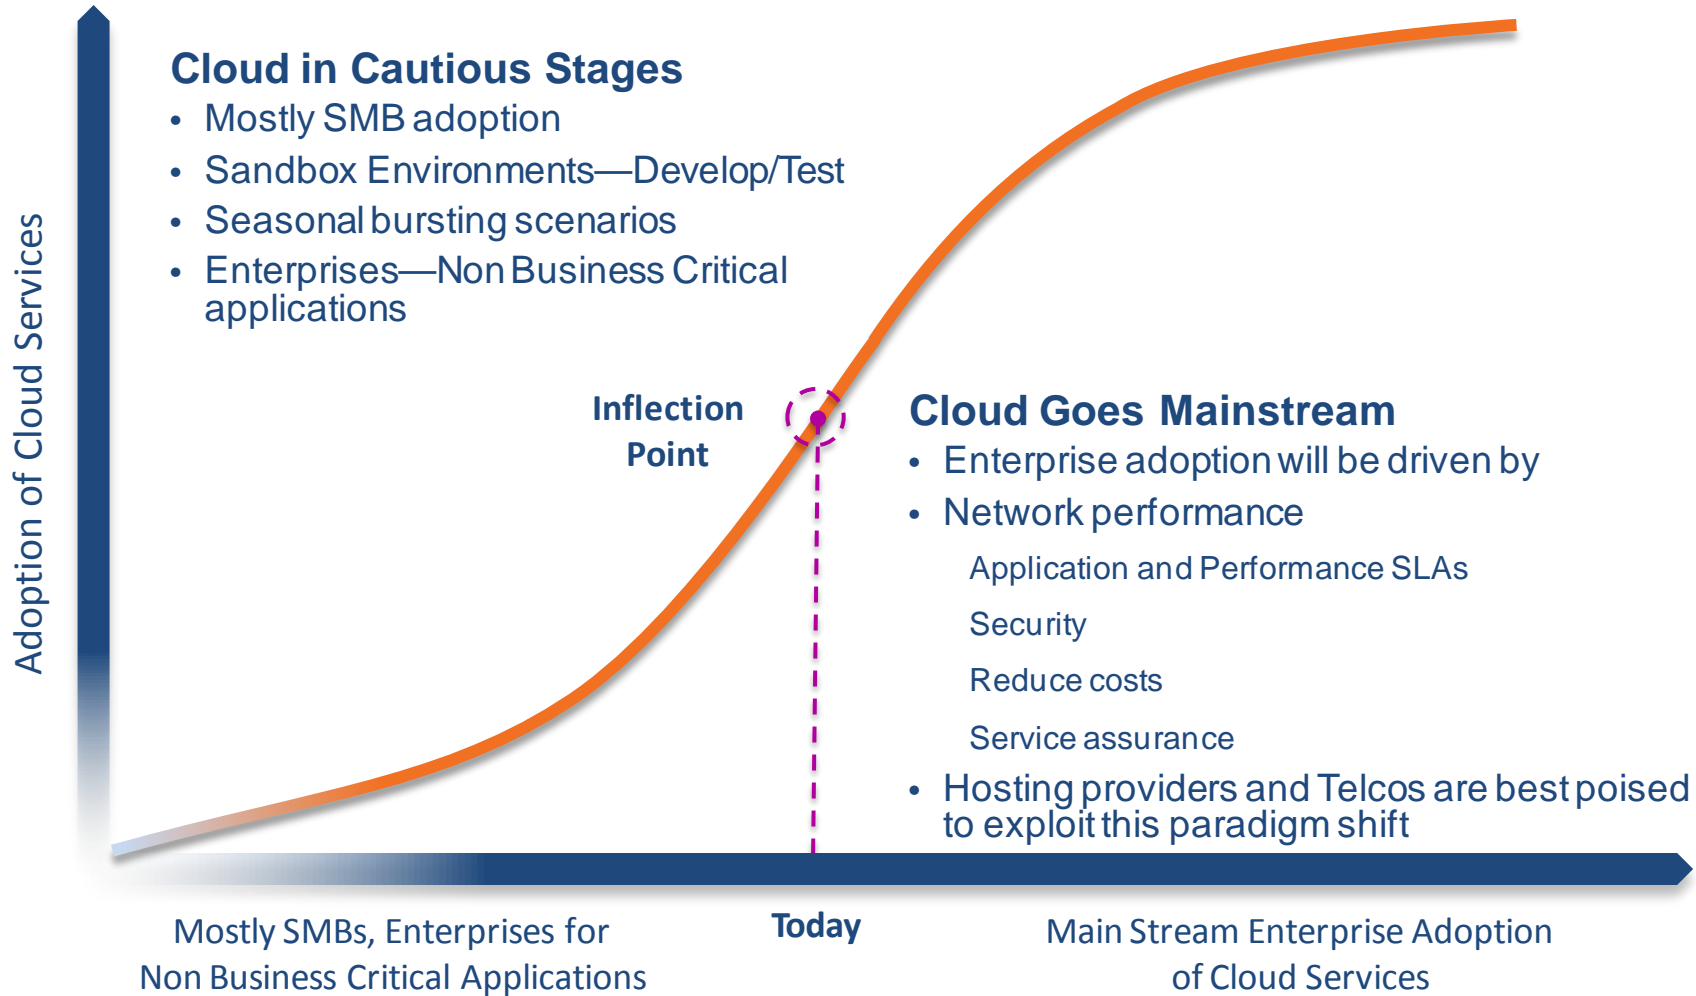 Adoption of Cloud Services
Cloud in Cautious Stages
• Mostly SMB adoption
• Sandbox Environments—Develop/Test
• Seasonal bursting scenarios
• Enterprises—Non Business Critical
applications
Inflection
Point
Cloud Goes Mainstream
• Enterprise adoption will be driven by
• Network performance
Application and Performance SLAs
Security
Reduce costs
Service assurance
• Hosting providers and Telcos are best poised
to exploit this paradigm shift
Mostly SMBs, Enterprises for
Non Business Critical Applications
Today
Main Stream Enterprise Adoption
of Cloud Services